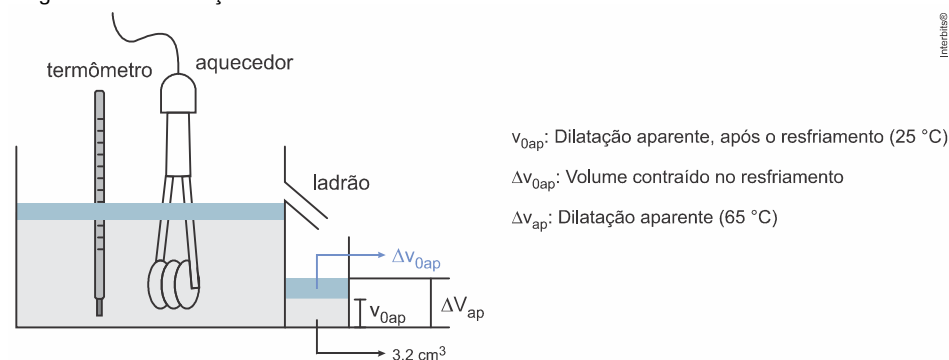 Interbits®
termômetro
aquecedor
ladrão
Δv0ap
v0ap
ΔVap
3,2 cm³
v0ap: Dilatação aparente, após o resfriamento (25 °C)
Δv0ap: Volume contraído no resfriamento
Δvap: Dilatação aparente (65 °C)